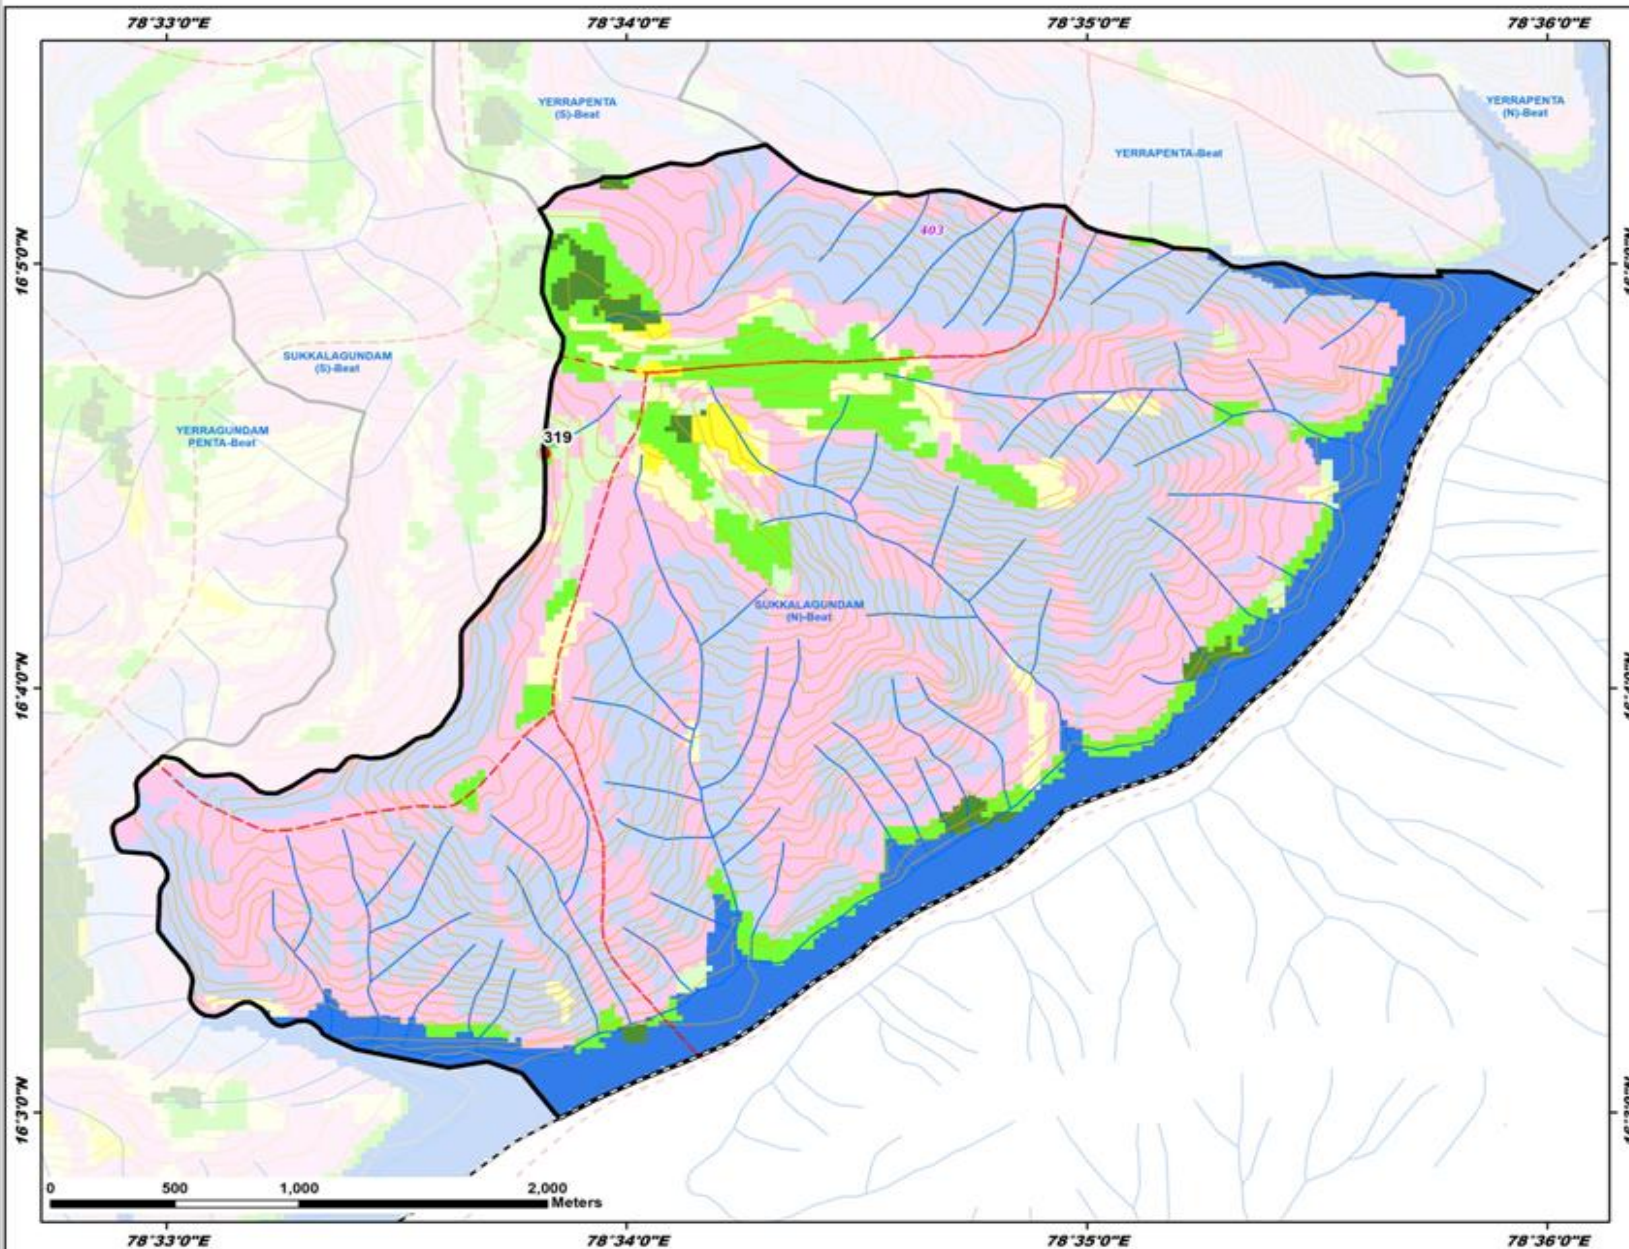 78°33'0"E 78°34'0"E 78°35'0"E 78°36'0"E
YERRAPENTA
(S)-Beat
YERRAPENTA
(N)-Beat
YERRAPENTA-Beat
403
16°5'0"N
SUKKALAGUNDAM
(S)-Beat
YERRAGUNDAM
PENTA-Beat
319
SUKKALAGUNDAM
(N)-Beat
16°4'0"N
16°3'0"N
0 500 1,000 2,000
Meters
78°33'0"E 78°34'0"E 78°35'0"E 78°36'0"E